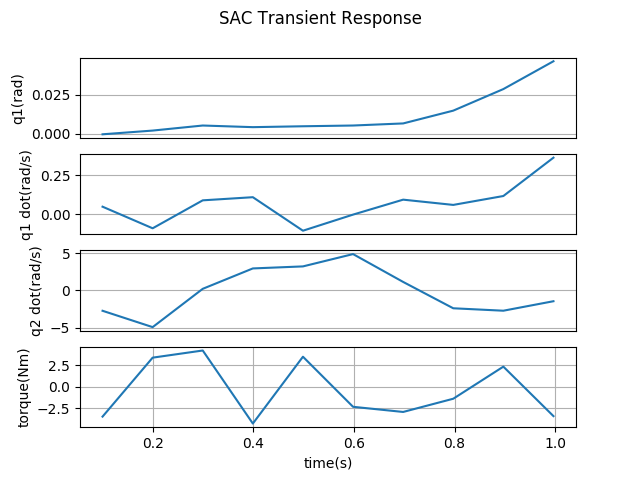 SAC Transient Response
q1(rad)
0.025
0.000
q1 dot(rad/s)
0.25
0.00
q2 dot(rad/s)
5
0
−5
torque(Nm)
2.5
0.0
−2.5
0.2 0.4 0.6 0.8 1.0
time(s)